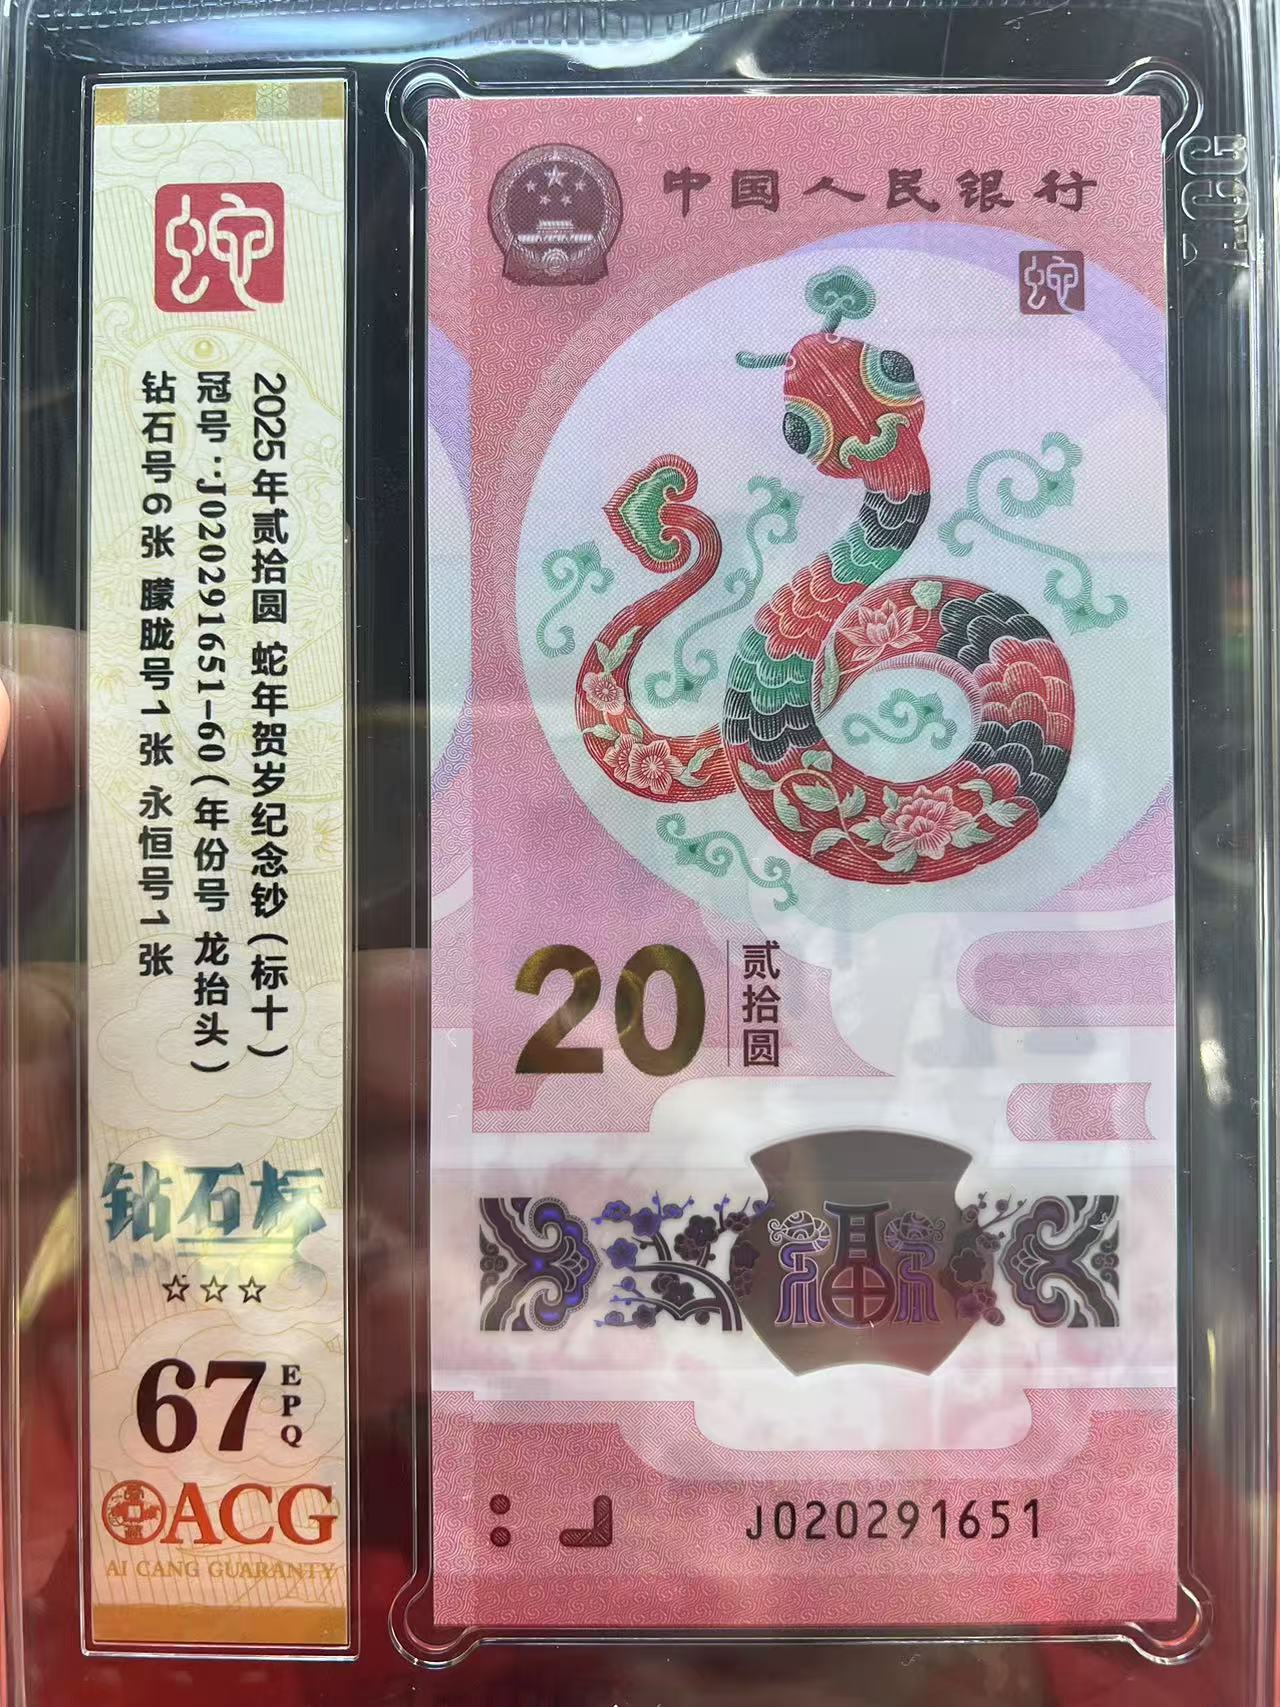 蛇
2025年贰拾圆 蛇年贺岁纪念钞（标十）
冠号：J020291651-60（年份号 龙抬头）
钻石号6张 朦胧号1张 永恒号1张
钻石标
☆☆☆
67 EPQ
ACG
AI CANG GUARANTY
中国人民银行
蛇
20 贰拾圆
福
J020291651
ACG